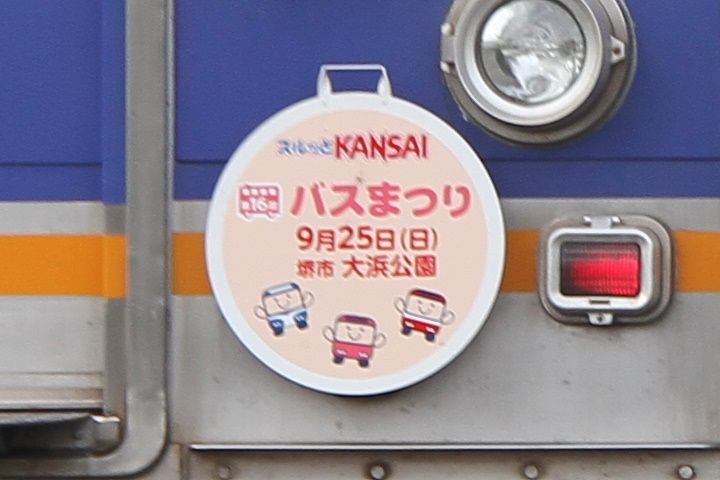 スルッとKANSAI
第16回 バスまつり
9月25日(日)
堺市 大浜公園